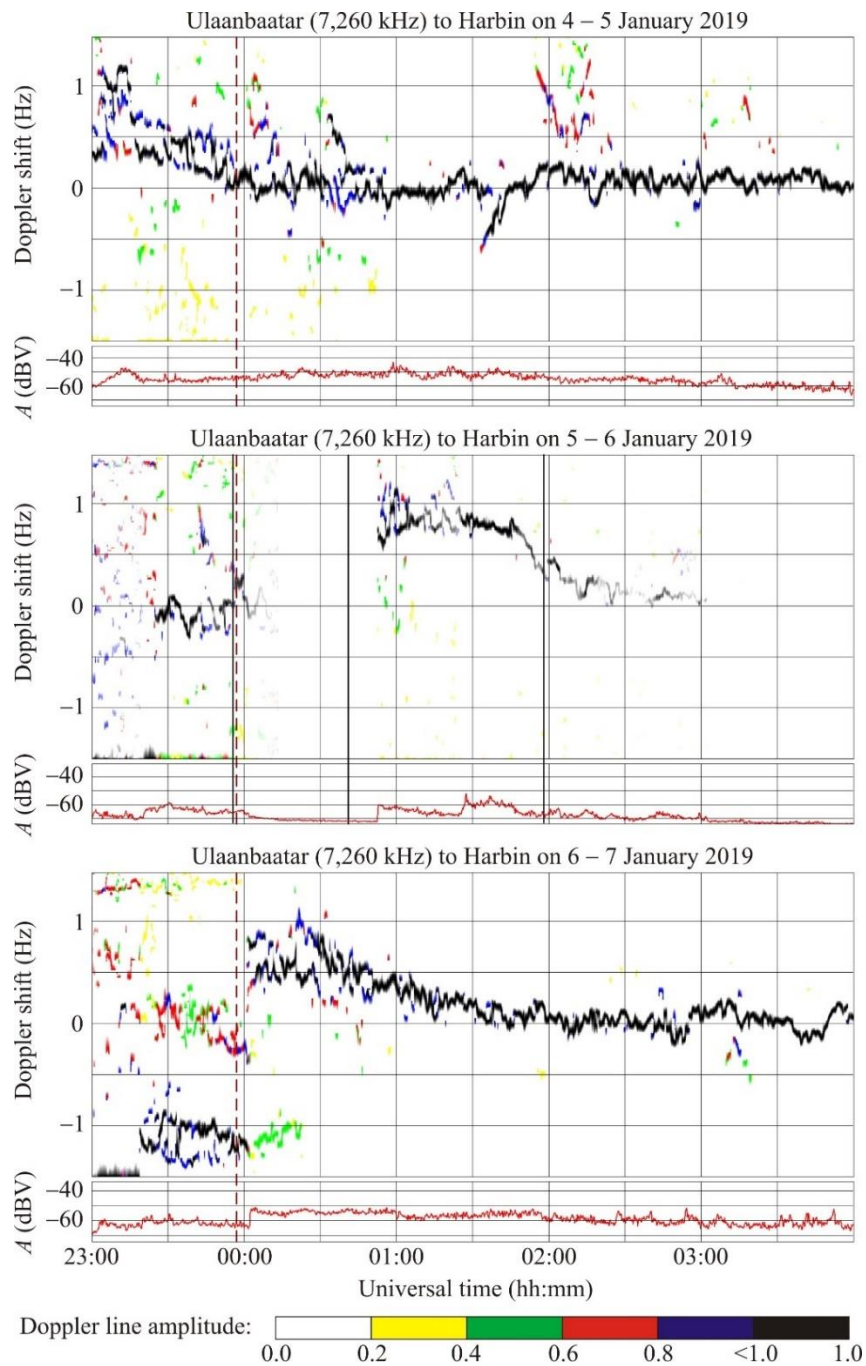 Ulaanbaatar (7,260 kHz) to Harbin on 4 – 5 January 2019
Doppler shift (Hz)
1
0
−1
A (dBV)
−40
−60
Ulaanbaatar (7,260 kHz) to Harbin on 5 – 6 January 2019
Doppler shift (Hz)
1
0
−1
A (dBV)
−40
−60
Ulaanbaatar (7,260 kHz) to Harbin on 6 – 7 January 2019
Doppler shift (Hz)
1
0
−1
A (dBV)
−40
−60
23:00 00:00 01:00 02:00 03:00
Universal time (hh:mm)
Doppler line amplitude:
0.0 0.2 0.4 0.6 0.8 <1.0 1.0